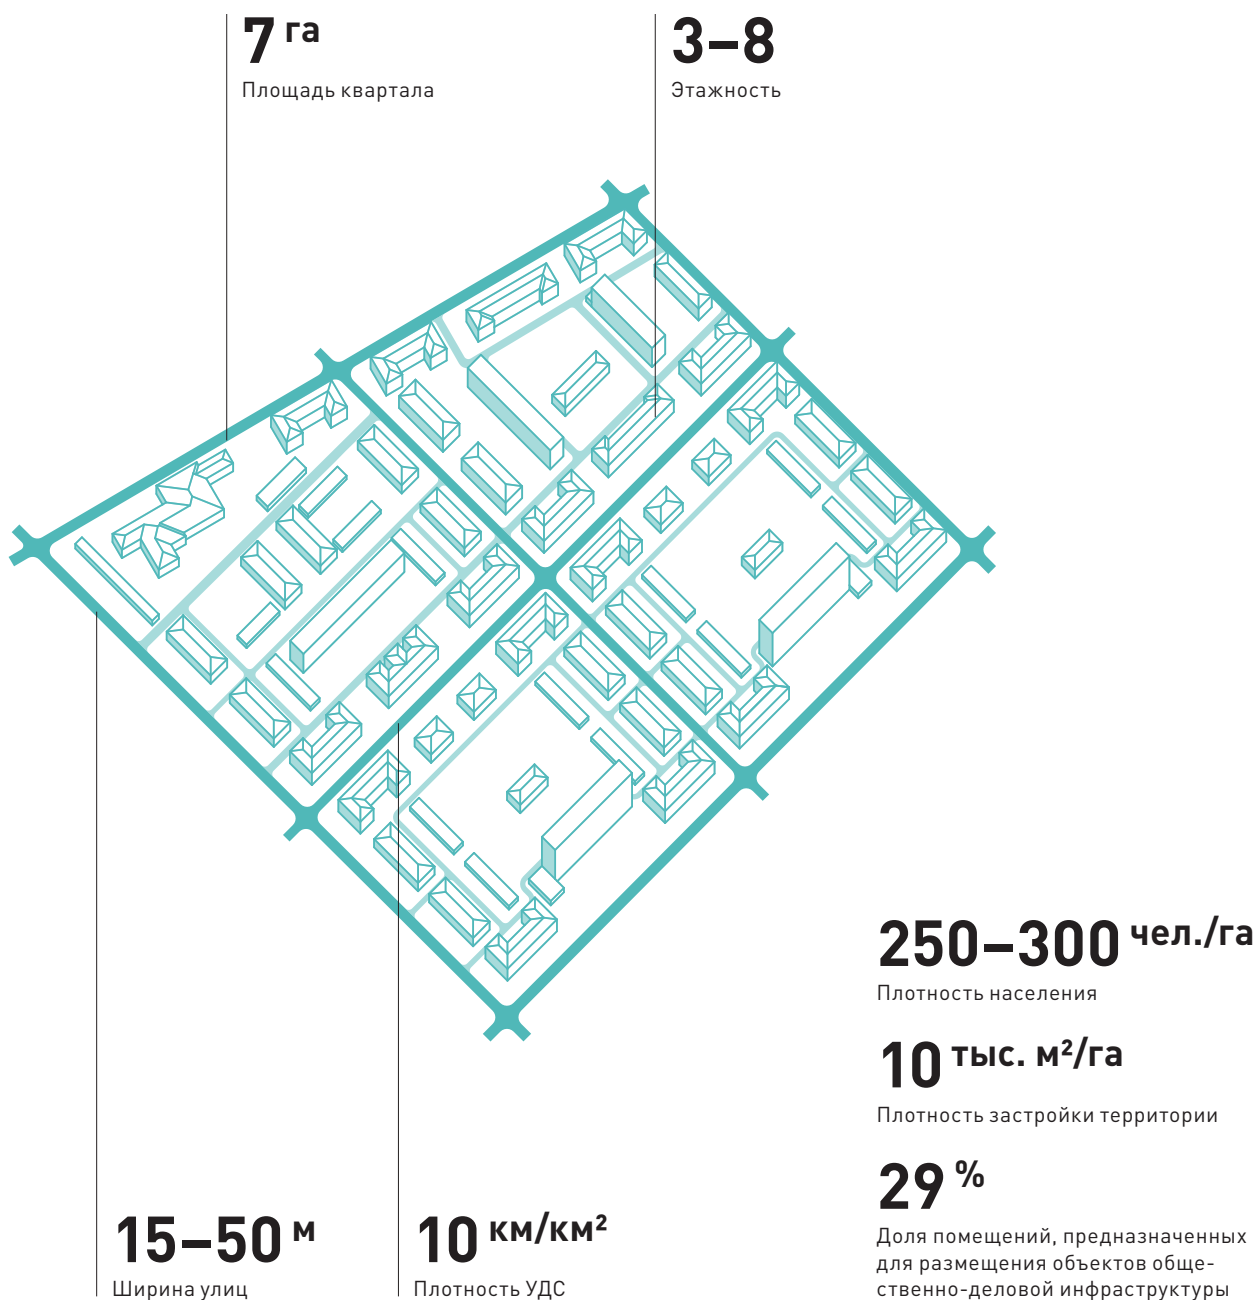 7 га
Площадь квартала
3–8
Этажность
250–300 чел./га
Плотность населения
10 тыс. м²/га
Плотность застройки территории
29 %
Доля помещений, предназначенных
для размещения объектов обще-
ственно-деловой инфраструктуры
15–50 м
Ширина улиц
10 км/км²
Плотность УДС